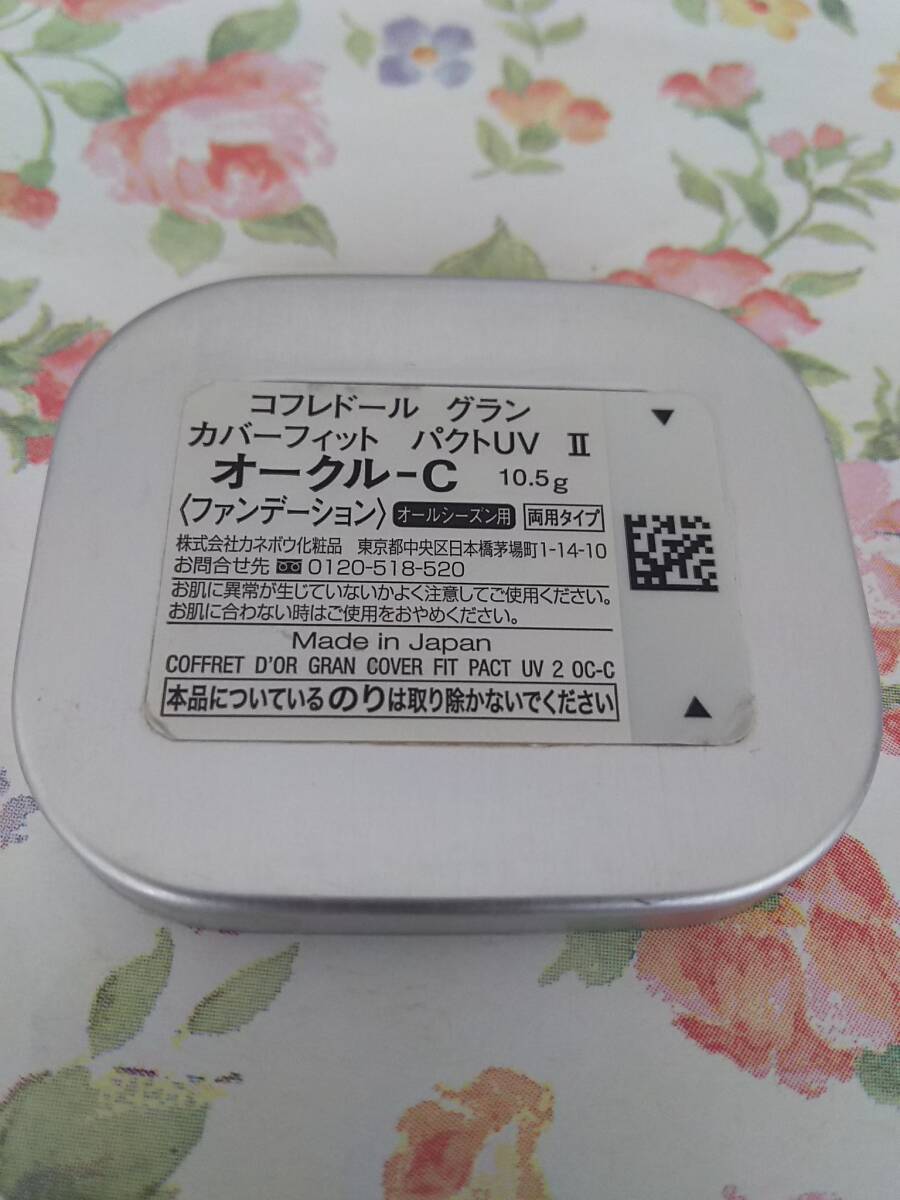 コフレドール グラン
カバーフィット パクトUV Ⅱ
オークル-C 10.5g
〈ファンデーション〉 オールシーズン用 両用タイプ
株式会社カネボウ化粧品 東京都中央区日本橋茅場町1-14-10
お問合せ先 0120-518-520
お肌に異常が生じていないかよく注意してご使用ください。
お肌に合わない時はご使用をおやめください。
Made in Japan
COFFRET D'OR GRAN COVER FIT PACT UV 2 OC-C
本品についているのりは取り除かないでください